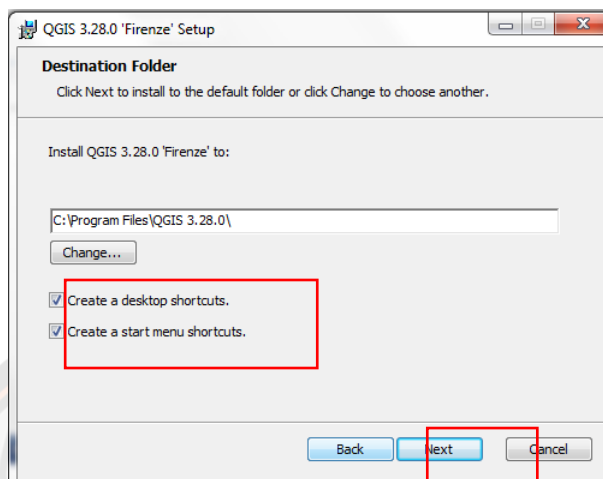 QGIS 3.28.0 'Firenze' Setup
Destination Folder
Click Next to install to the default folder or click Change to choose another.
Install QGIS 3.28.0 'Firenze' to:
C:\Program Files\QGIS 3.28.0\
Change...
Create a desktop shortcuts.
Create a start menu shortcuts.
Back Next Cancel